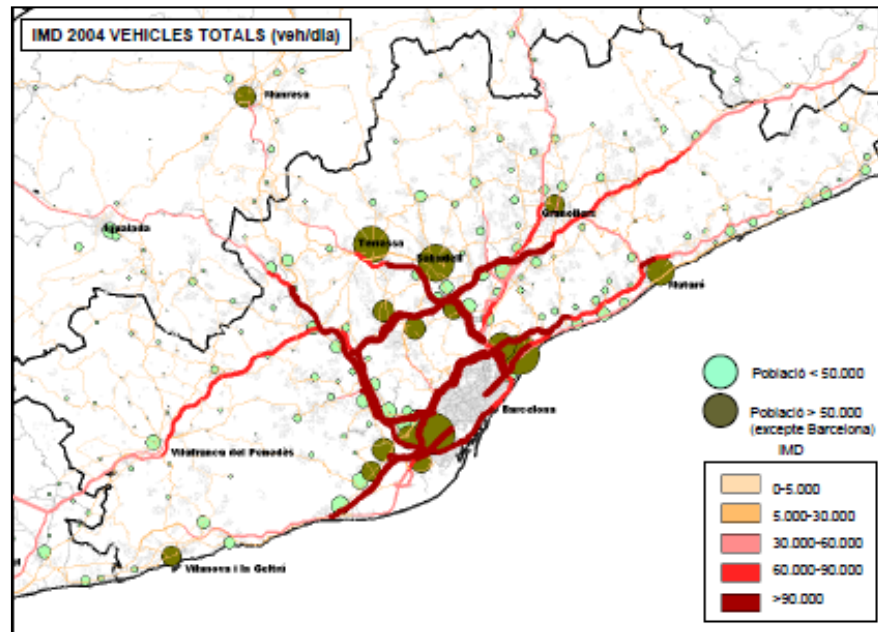 IMD 2004 VEHICLES TOTALS (veh/dia)
Manresa
Igualada
Terrassa
Sabadell
Granollers
Mataró
Barcelona
Vilafranca del Penedès
Vilanova i la Geltrú
Població < 50.000
Població > 50.000
(excepte Barcelona)
IMD
0-5.000
5.000-30.000
30.000-60.000
60.000-90.000
>90.000